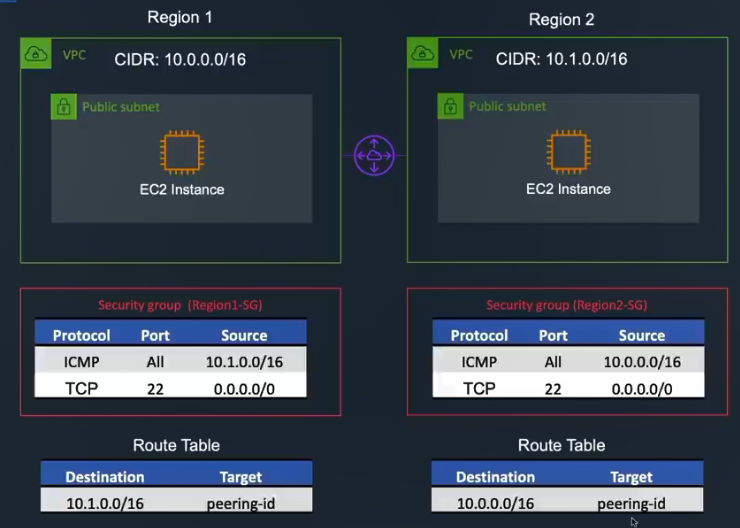 Region 1
VPC CIDR: 10.0.0.0/16
Public subnet
EC2 Instance
Region 2
VPC CIDR: 10.1.0.0/16
Public subnet
EC2 Instance
Security group (Region1-SG)
Protocol Port Source
ICMP All 10.1.0.0/16
TCP 22 0.0.0.0/0
Security group (Region2-SG)
Protocol Port Source
ICMP All 10.0.0.0/16
TCP 22 0.0.0.0/0
Route Table
Destination Target
10.1.0.0/16 peering-id
Route Table
Destination Target
10.0.0.0/16 peering-id